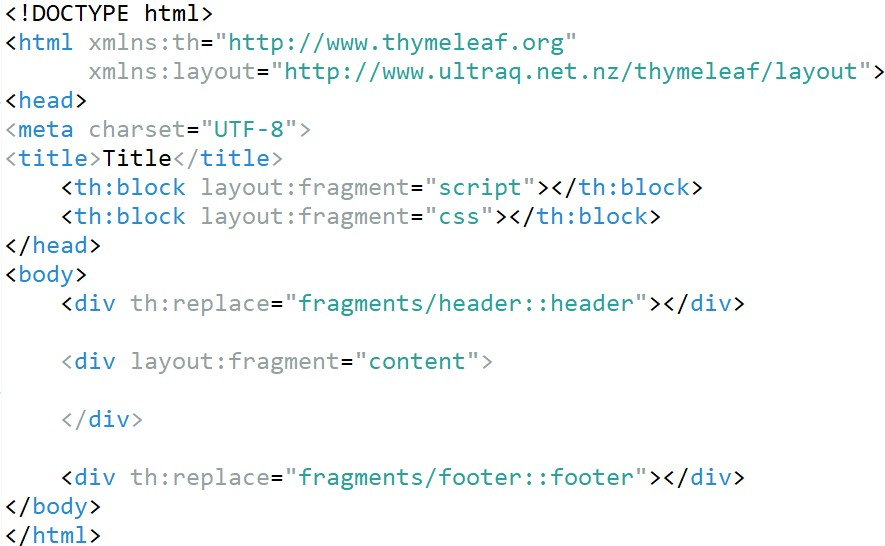 <!DOCTYPE html>
<html xmlns:th="http://www.thymeleaf.org"
      xmlns:layout="http://www.ultraq.net.nz/thymeleaf/layout">
<head>
<meta charset="UTF-8">
<title>Title</title>
    <th:block layout:fragment="script"></th:block>
    <th:block layout:fragment="css"></th:block>
</head>
<body>
    <div th:replace="fragments/header::header"></div>

    <div layout:fragment="content">

    </div>

    <div th:replace="fragments/footer::footer"></div>
</body>
</html>